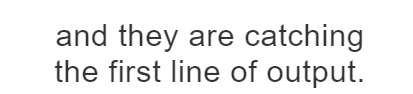 and they are catching
the first line of output.